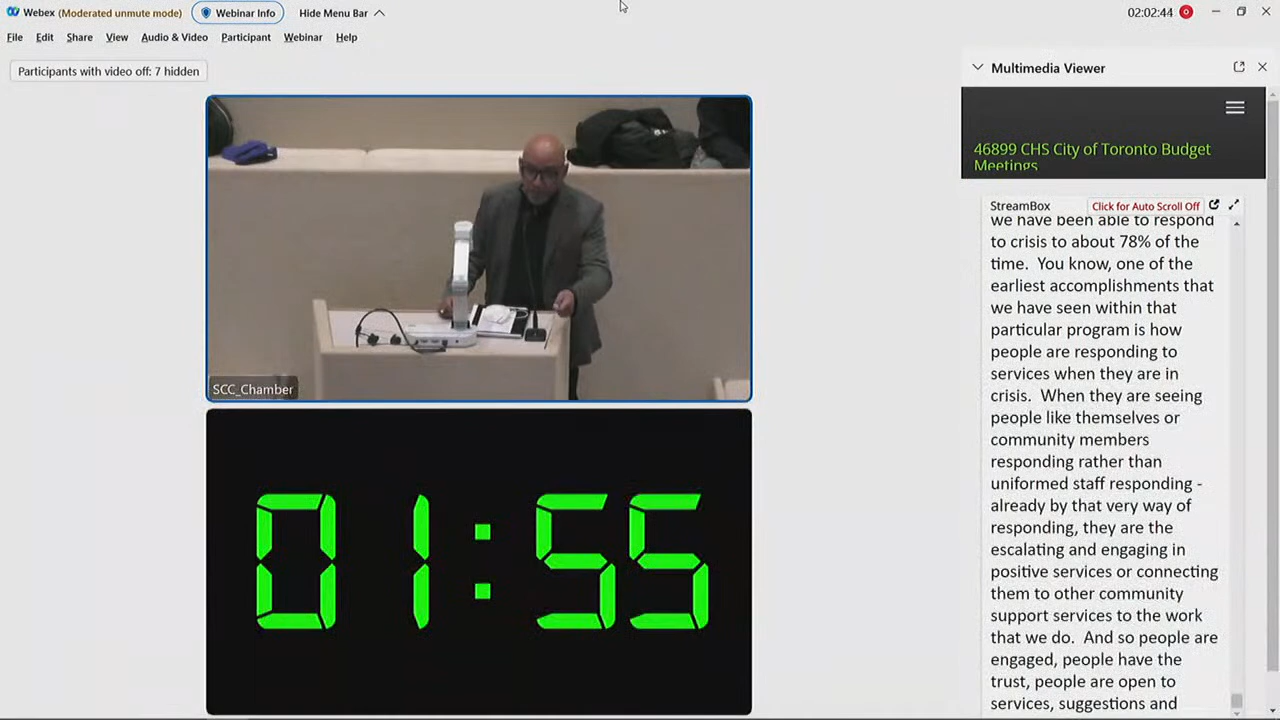 Webex (Moderated unmute mode) Webinar Info Hide Menu Bar 02:02:44
File Edit Share View Audio & Video Participant Webinar Help
Participants with video off: 7 hidden
Multimedia Viewer
46899 CHS City of Toronto Budget
Meetings
StreamBox Click for Auto Scroll Off
we have been able to respond
to crisis to about 78% of the
time. You know, one of the
earliest accomplishments that
we have seen within that
particular program is how
people are responding to
services when they are in
crisis. When they are seeing
people like themselves or
community members
responding rather than
uniformed staff responding -
already by that very way of
responding, they are the
escalating and engaging in
positive services or connecting
them to other community
support services to the work
that we do. And so people are
engaged, people have the
trust, people are open to
services, suggestions and
SCC_Chamber
01:55